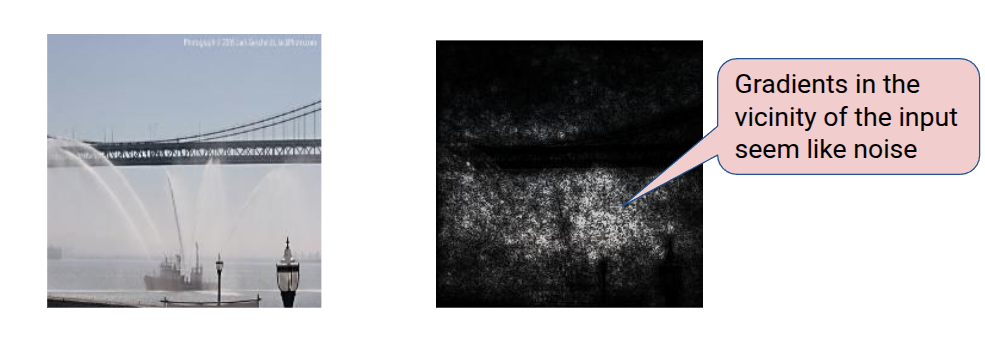 Gradients in the
vicinity of the input
seem like noise